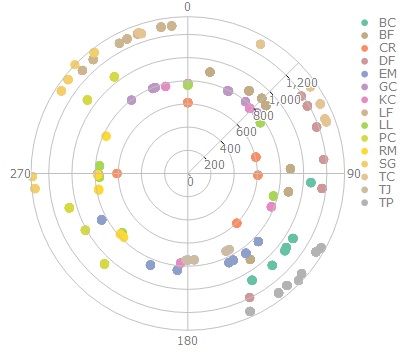 0
90
180
270
0
200
400
600
800
1,000
1,200
BC
BF
CR
DF
EM
GC
KC
LF
LL
PC
RM
SG
TC
TJ
TP